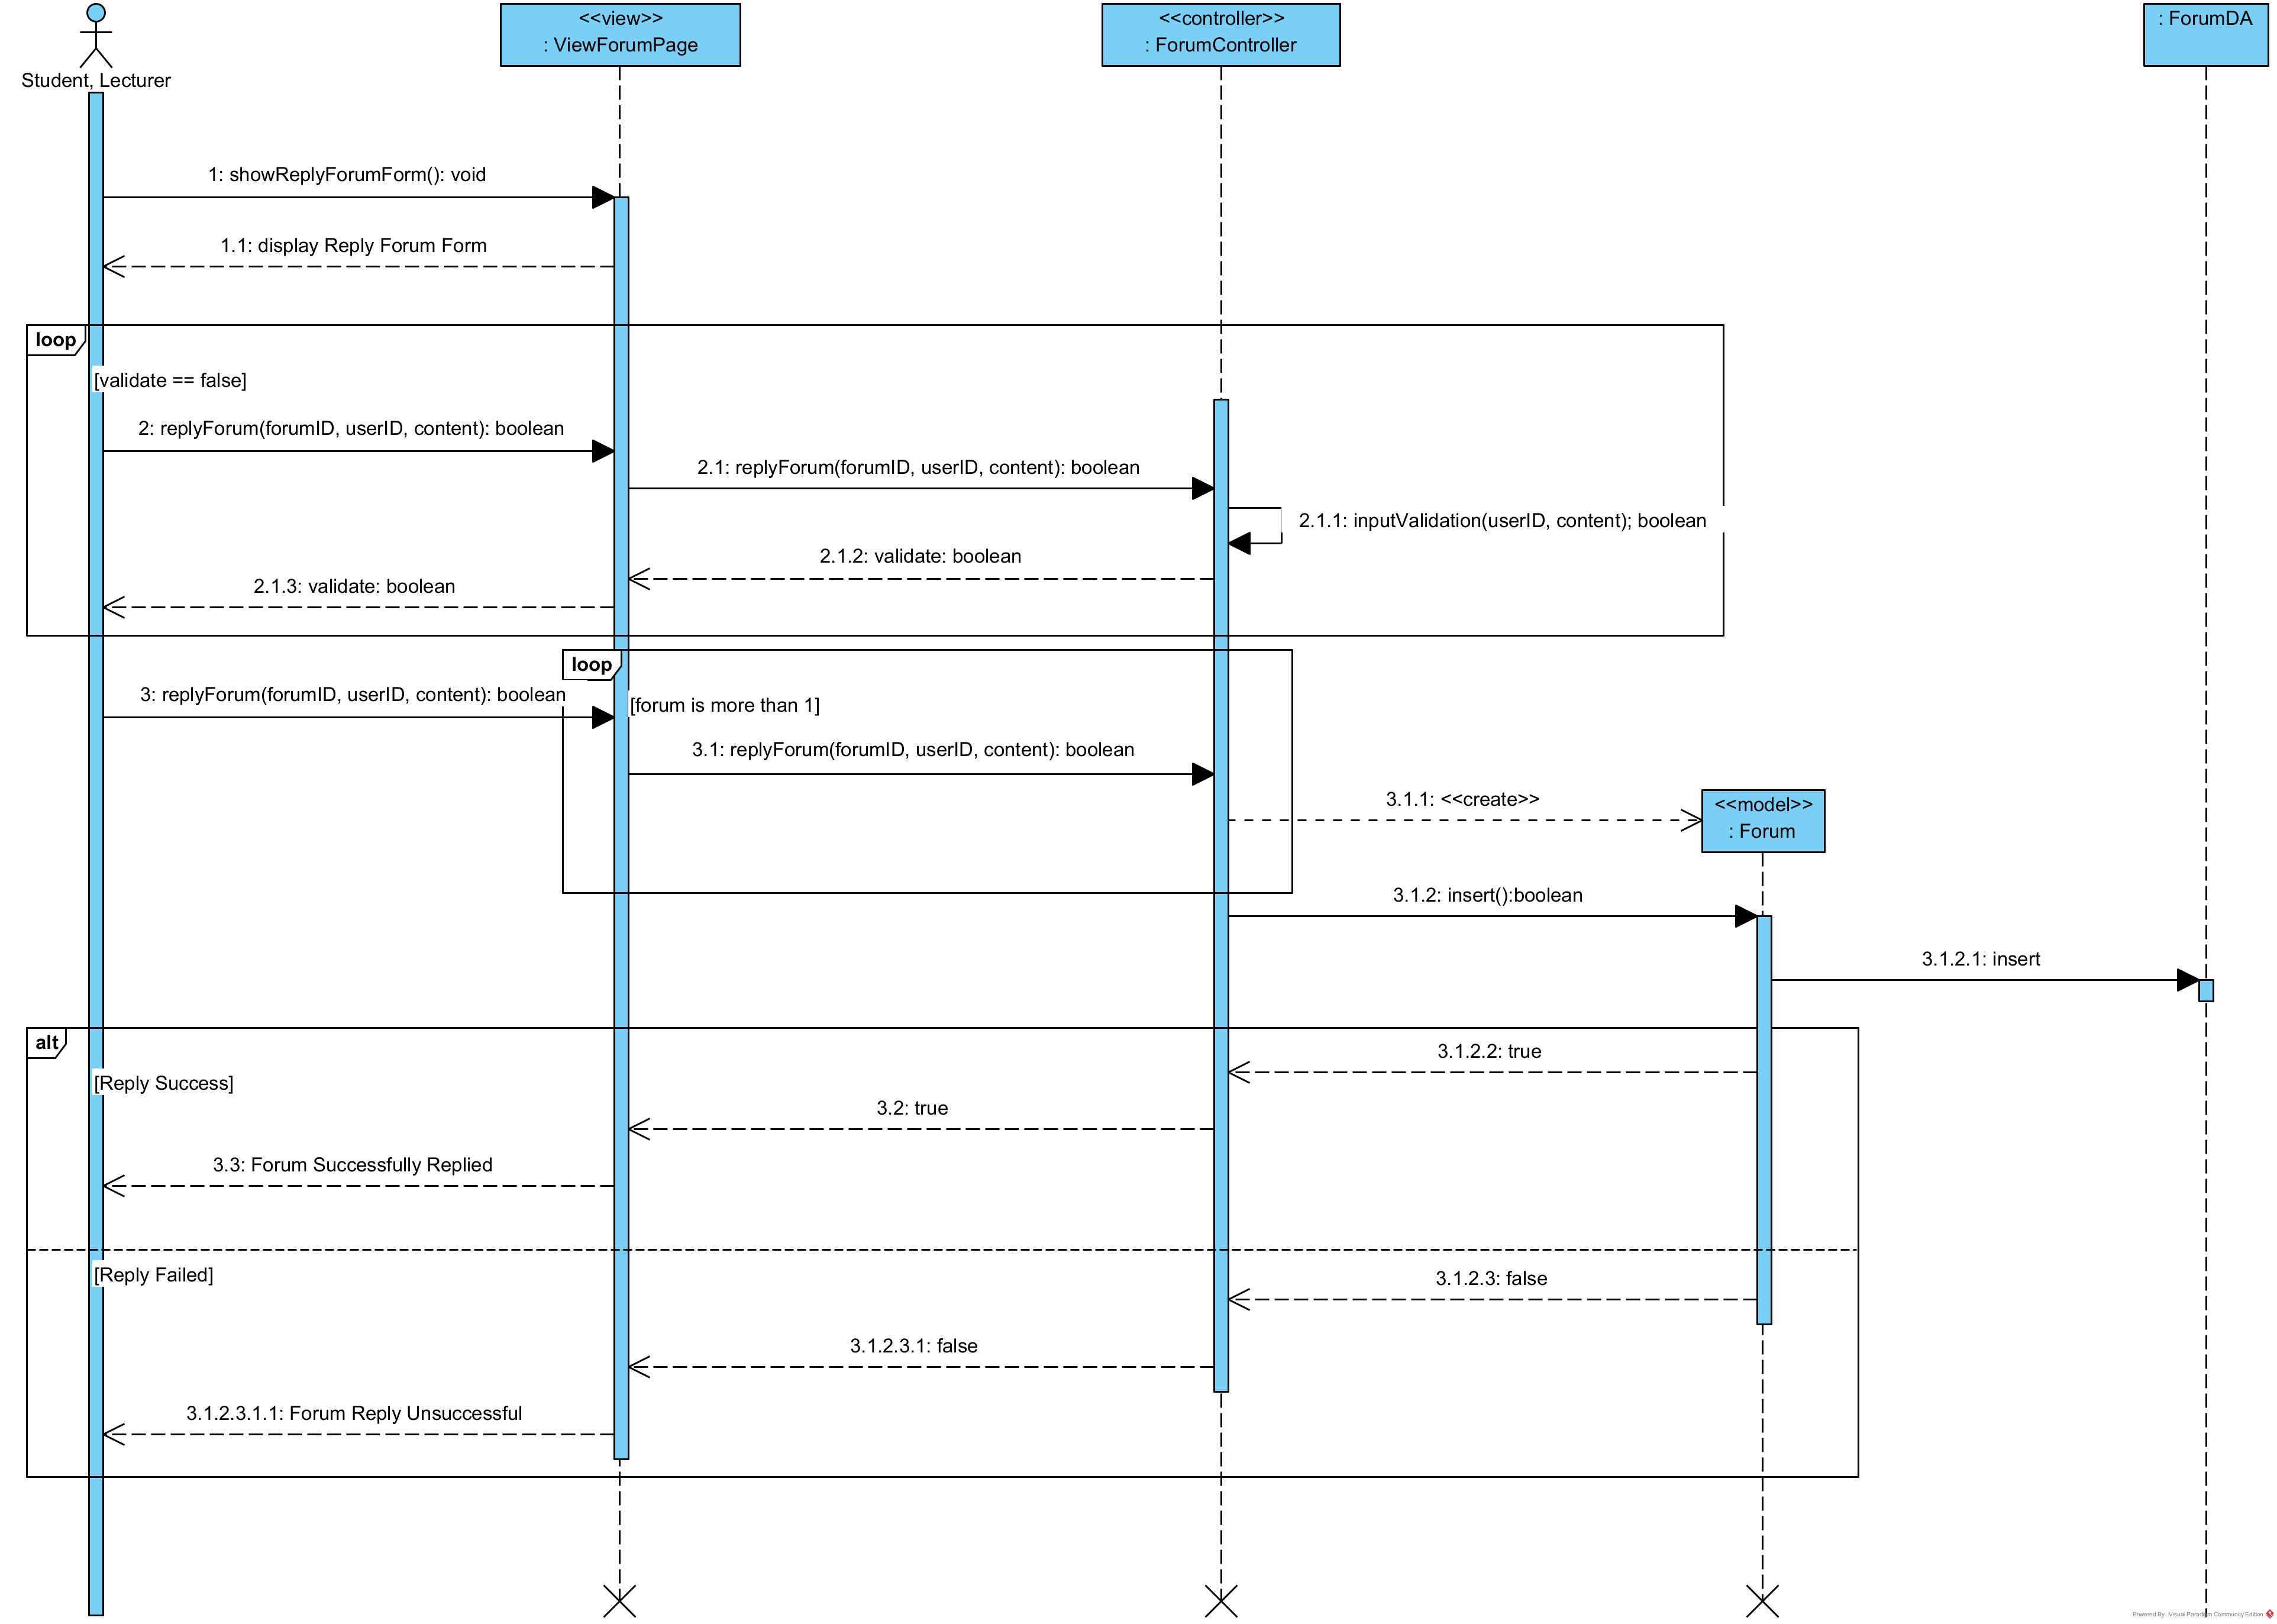 <<view>>
: ViewForumPage
<<controller>>
: ForumController
: ForumDA
Student, Lecturer
1: showReplyForumForm(): void
1.1: display Reply Forum Form
loop
[validate == false]
2: replyForum(forumID, userID, content): boolean
2.1: replyForum(forumID, userID, content): boolean
2.1.1: inputValidation(userID, content); boolean
2.1.2: validate: boolean
2.1.3: validate: boolean
loop
3: replyForum(forumID, userID, content): boolean
[forum is more than 1]
3.1: replyForum(forumID, userID, content): boolean
3.1.1: <<create>>
<<model>>
: Forum
3.1.2: insert():boolean
3.1.2.1: insert
alt
3.1.2.2: true
[Reply Success]
3.2: true
3.3: Forum Successfully Replied
[Reply Failed]
3.1.2.3: false
3.1.2.3.1: false
3.1.2.3.1.1: Forum Reply Unsuccessful
Powered By: Visual Paradigm Community Edition